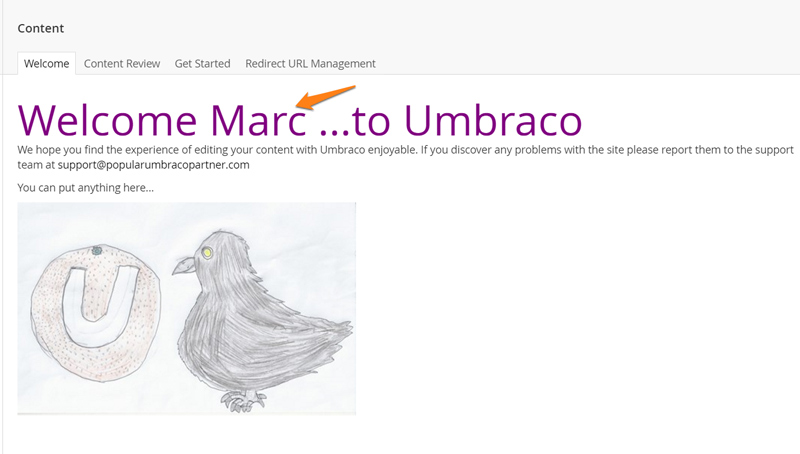 Content
Welcome Content Review Get Started Redirect URL Management
Welcome Marc ...to Umbraco
We hope you find the experience of editing your content with Umbraco enjoyable. If you discover any problems with the site please report them to the support
team at support@popularumbracopartner.com
You can put anything here...
U